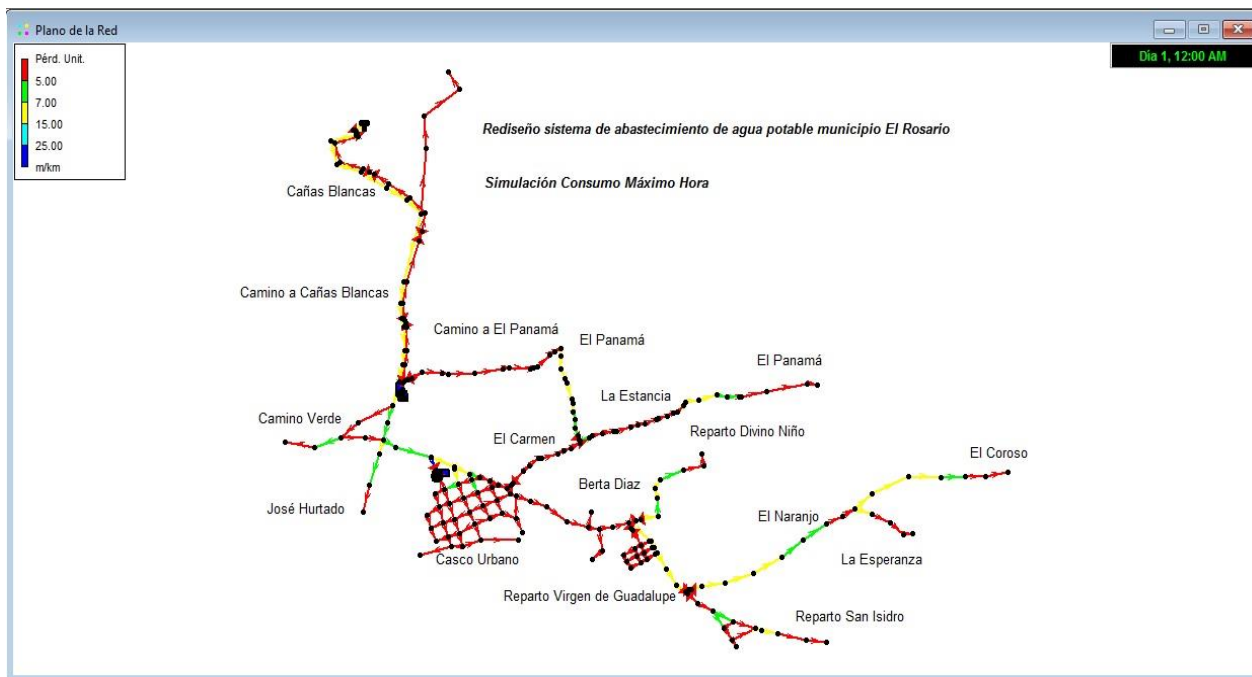 Plano de la Red
Pérd. Unit.
5.00
7.00
15.00
25.00
m/km
Día 1, 12:00 AM
Rediseño sistema de abastecimiento de agua potable municipio El Rosario
Simulación Consumo Máximo Hora
Cañas Blancas
Camino a Cañas Blancas
Camino a El Panamá
El Panamá
El Panamá
La Estancia
Camino Verde
El Carmen
Reparto Divino Niño
El Coroso
Berta Diaz
José Hurtado
El Naranjo
Casco Urbano
La Esperanza
Reparto Virgen de Guadalupe
Reparto San Isidro